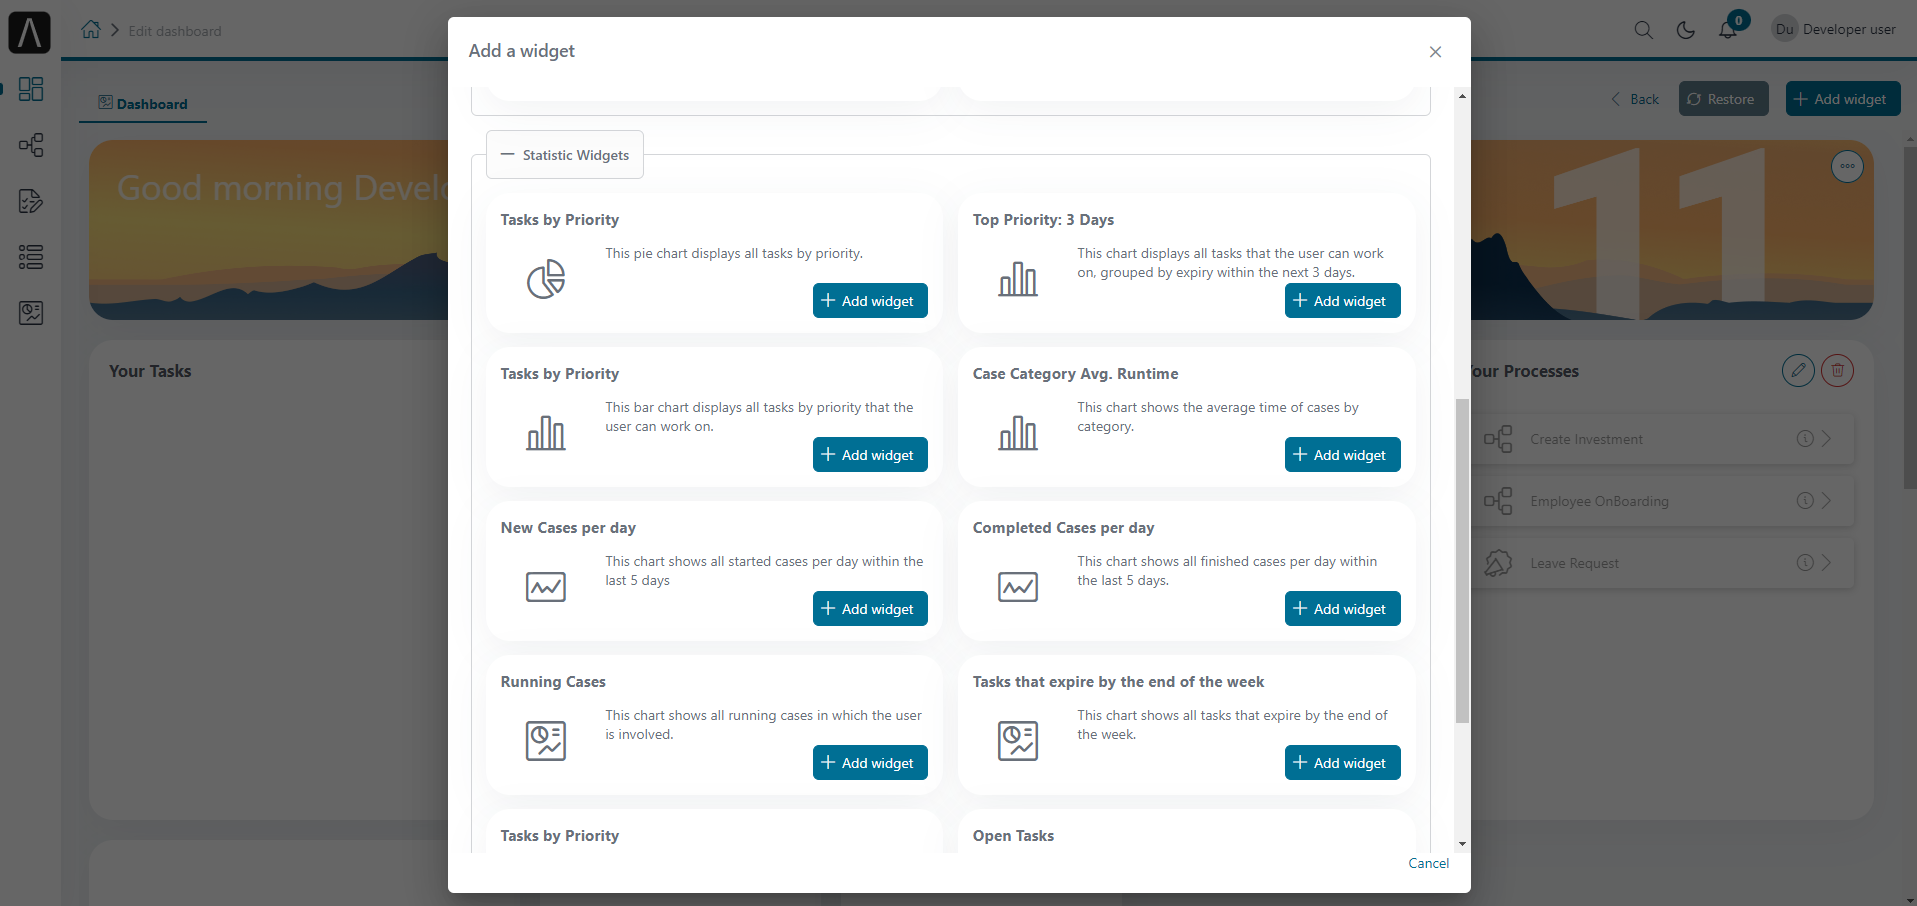 Edit dashboard
0
Du Developer user
Dashboard
Back
Restore
Add widget
Good morning Develo
11
Your Tasks
our Processes
Create Investment
Employee OnBoarding
Leave Request
Add a widget
Statistic Widgets
Tasks by Priority
This pie chart displays all tasks by priority.
Add widget
Top Priority: 3 Days
This chart displays all tasks that the user can work
on, grouped by expiry within the next 3 days.
Add widget
Tasks by Priority
This bar chart displays all tasks by priority that the
user can work on.
Add widget
Case Category Avg. Runtime
This chart shows the average time of cases by
category.
Add widget
New Cases per day
This chart shows all started cases per day within the
last 5 days
Add widget
Completed Cases per day
This chart shows all finished cases per day within
the last 5 days.
Add widget
Running Cases
This chart shows all running cases in which the user
is involved.
Add widget
Tasks that expire by the end of the week
This chart shows all tasks that expire by the end of
the week.
Add widget
Tasks by Priority
Open Tasks
Cancel